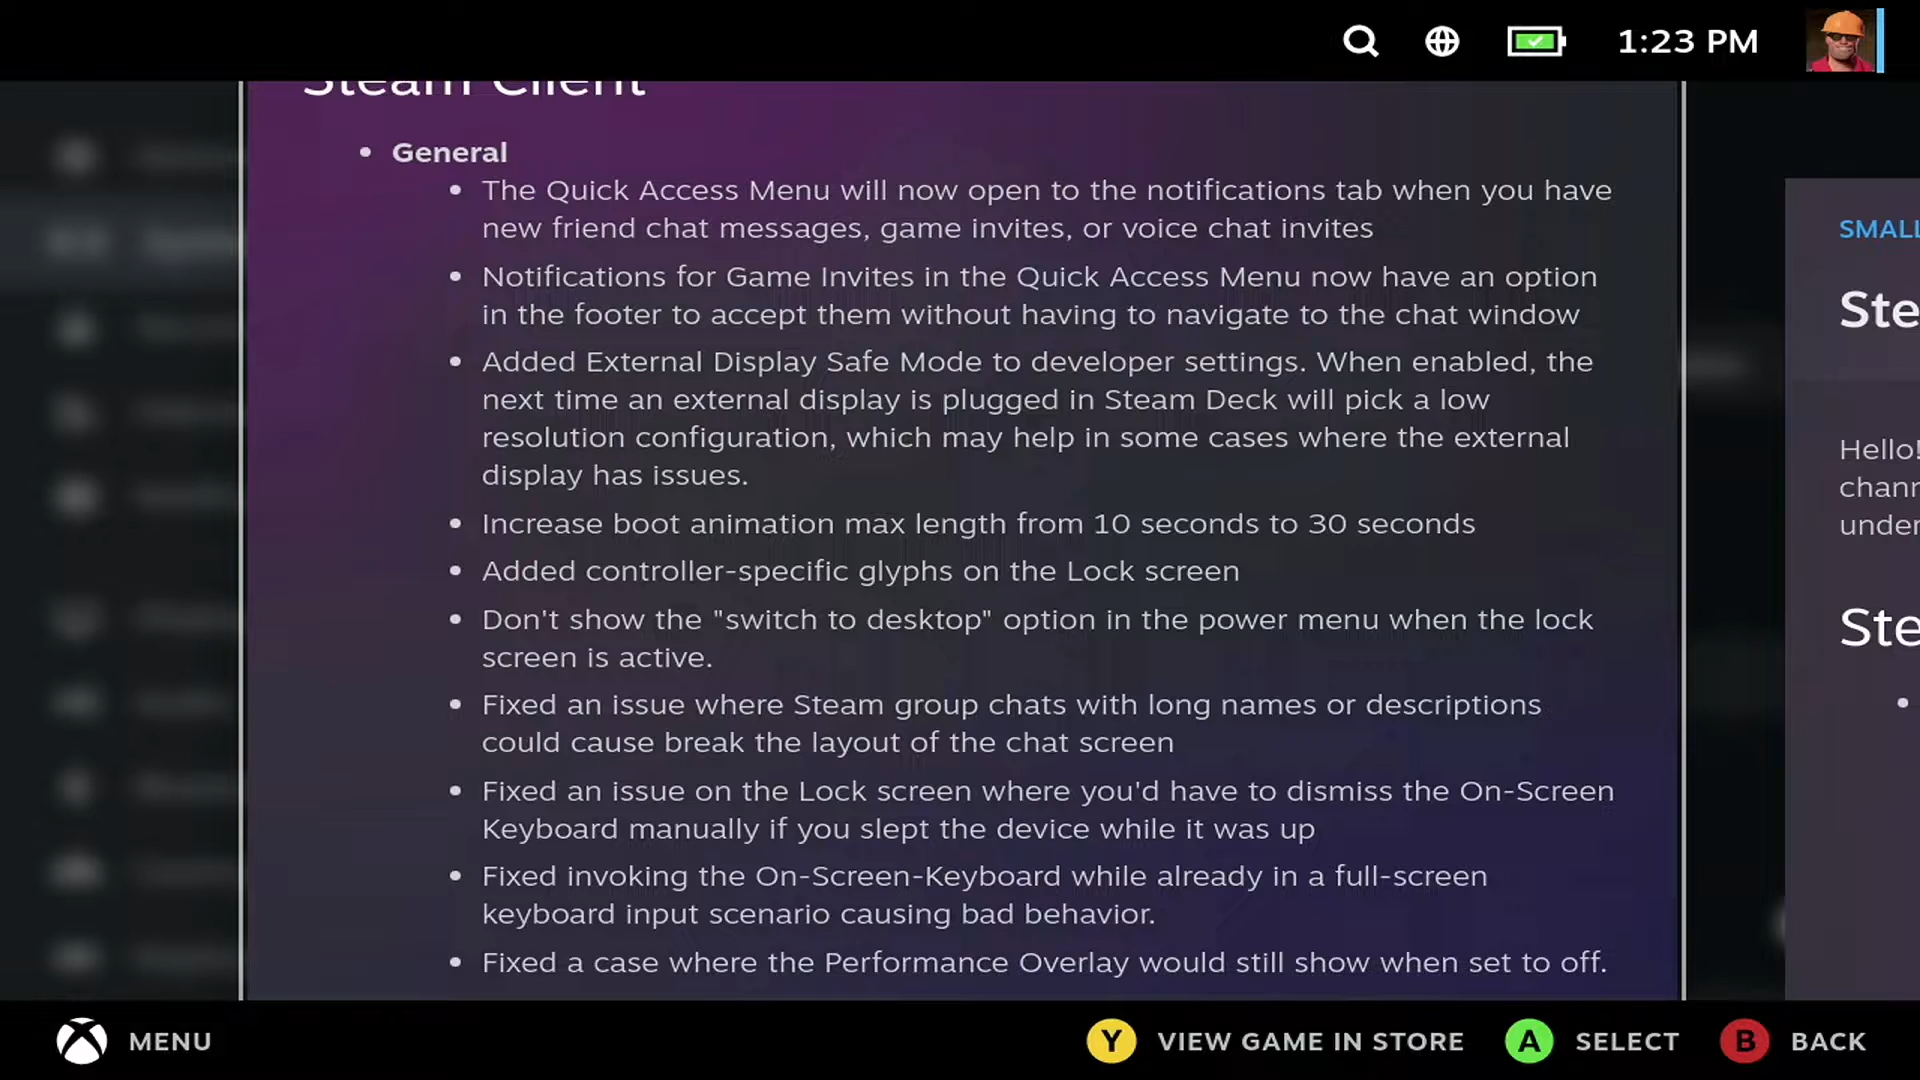 1:23 PM
Steam Client
• General
• The Quick Access Menu will now open to the notifications tab when you have
new friend chat messages, game invites, or voice chat invites
• Notifications for Game Invites in the Quick Access Menu now have an option
in the footer to accept them without having to navigate to the chat window
• Added External Display Safe Mode to developer settings. When enabled, the
next time an external display is plugged in Steam Deck will pick a low
resolution configuration, which may help in some cases where the external
display has issues.
• Increase boot animation max length from 10 seconds to 30 seconds
• Added controller-specific glyphs on the Lock screen
• Don't show the "switch to desktop" option in the power menu when the lock
screen is active.
• Fixed an issue where Steam group chats with long names or descriptions
could cause break the layout of the chat screen
• Fixed an issue on the Lock screen where you'd have to dismiss the On-Screen
Keyboard manually if you slept the device while it was up
• Fixed invoking the On-Screen-Keyboard while already in a full-screen
keyboard input scenario causing bad behavior.
• Fixed a case where the Performance Overlay would still show when set to off.
SMALL
Ste
Hello!
chann
under
Ste
•
MENU
Y VIEW GAME IN STORE
A SELECT
B BACK